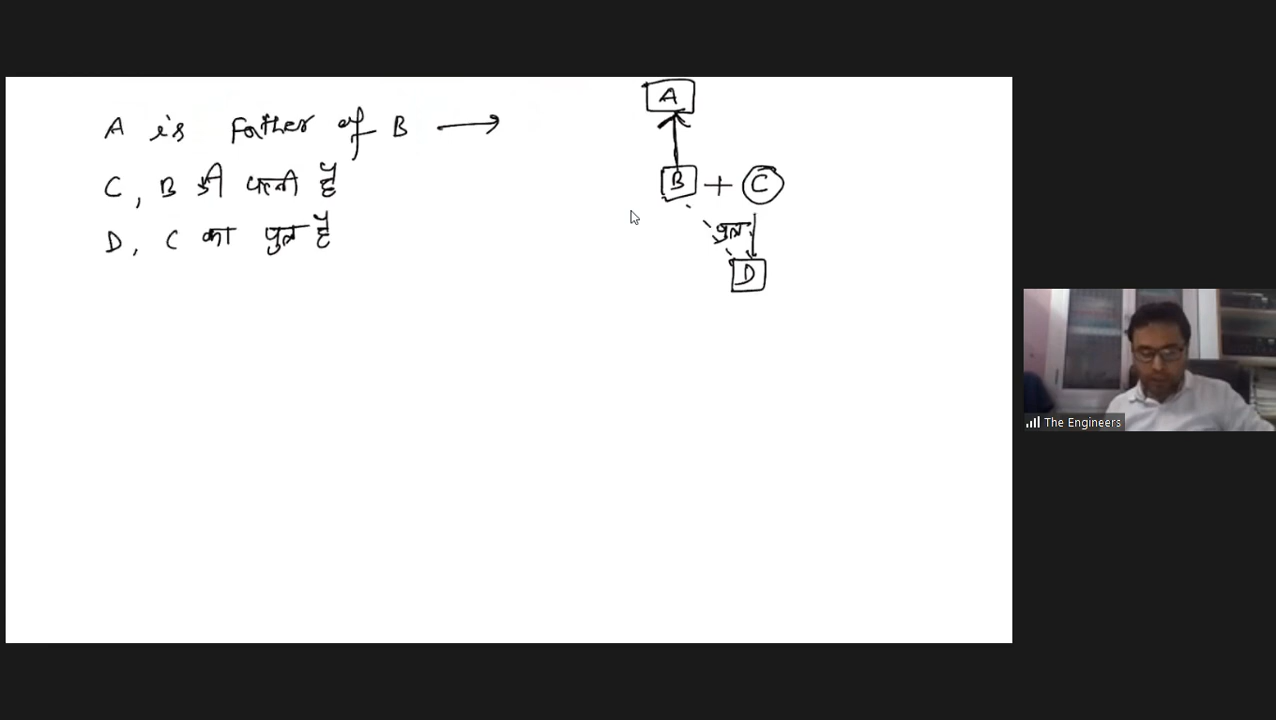 A is Father of B →
C, B की पत्नी है
D, C का पुत्र है
A
B + C
पुत्र
D
The Engineers